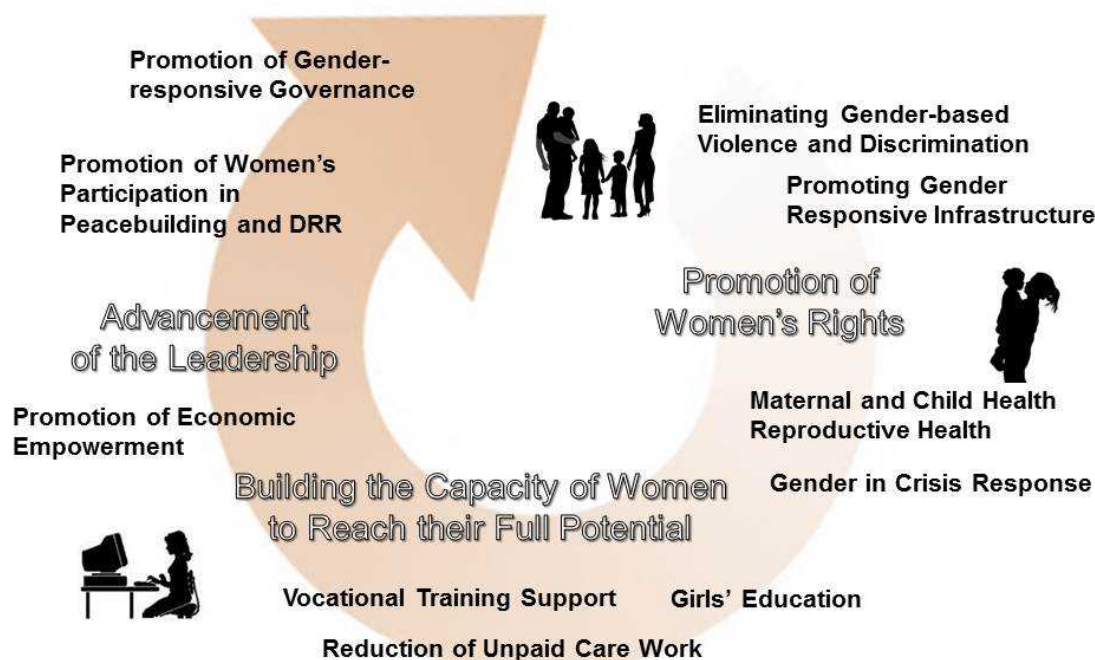 Promotion of Gender-
responsive Governance
Promotion of Women’s
Participation in
Peacebuilding and DRR
Advancement
of the Leadership
Promotion of Economic
Empowerment
Eliminating Gender-based
Violence and Discrimination
Promoting Gender
Responsive Infrastructure
Promotion of
Women’s Rights
Maternal and Child Health
Reproductive Health
Gender in Crisis Response
Building the Capacity of Women
to Reach their Full Potential
Vocational Training Support
Girls’ Education
Reduction of Unpaid Care Work